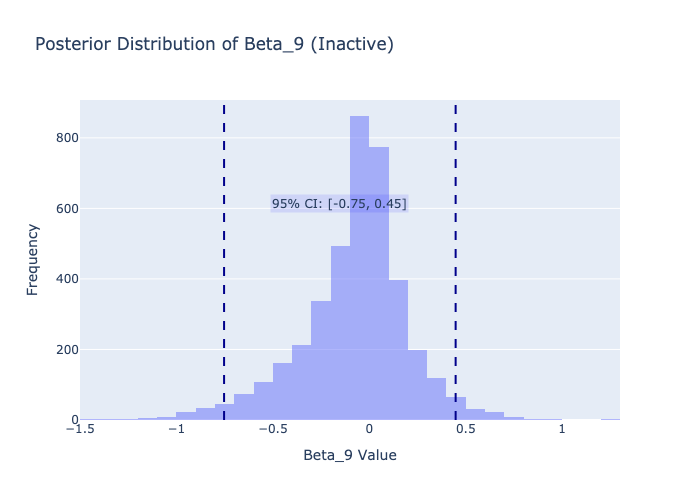 Posterior Distribution of Beta_9 (Inactive)
800
600
400
200
0
Frequency
95% CI: [-0.75, 0.45]
−1.5
−1
−0.5
0
0.5
1
Beta_9 Value